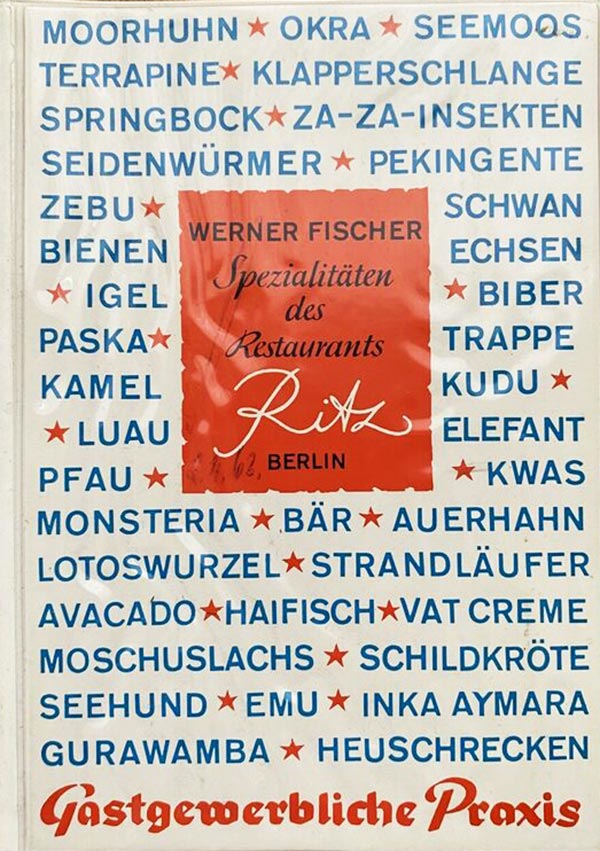 MOORHUHN ★ OKRA ★ SEEMOOS
TERRAPINE ★ KLAPPERSCHLANGE
SPRINGBOCK ★ ZA-ZA-INSEKTEN
SEIDENWÜRMER ★ PEKINGENTE
ZEBU ★ SCHWAN
BIENEN ECHSEN
★ IGEL ★ BIBER
PASKA ★ TRAPPE
KAMEL KUDU ★
★ LUAU ELEFANT
PFAU ★ ★ KWAS
WERNER FISCHER
Spezialitäten
des
Restaurants
Ritz
BERLIN
MONSTERIA ★ BÄR ★ AUERHAHN
LOTOSWURZEL ★ STRANDLÄUFER
AVACADO ★ HAIFISCH ★ VAT CREME
MOSCHUSLACHS ★ SCHILDKRÖTE
SEEHUND ★ EMU ★ INKA AYMARA
GURAWAMBA ★ HEUSCHRECKEN
Gastgewerbliche Praxis